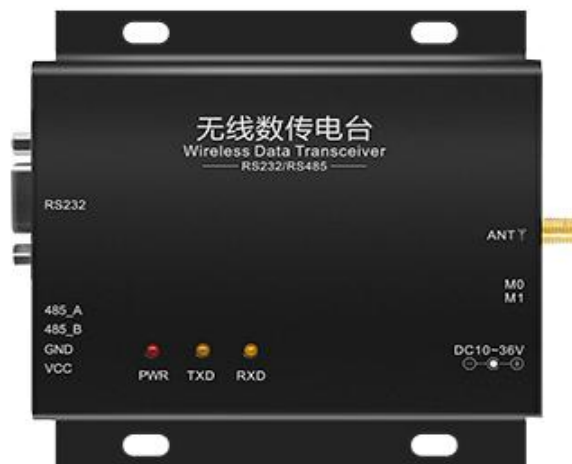 无线数传电台
Wireless Data Transceiver
RS232/RS485
RS232
ANT
M0
M1
485_A
485_B
GND
VCC
PWR
TXD
RXD
DC10~36V